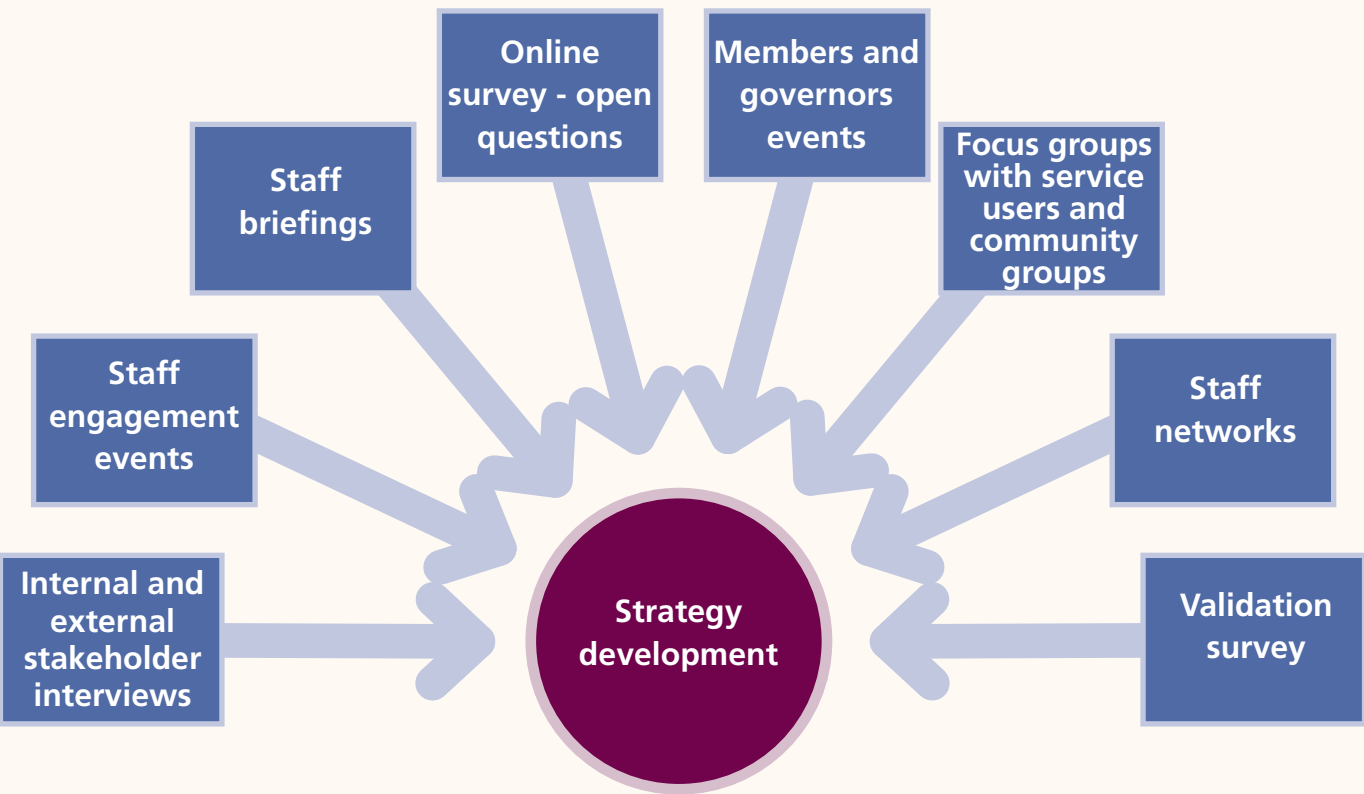 Internal and
external
stakeholder
interviews
Staff
engagement
events
Staff
briefings
Online
survey - open
questions
Members and
governors
events
Focus groups
with service
users and
community
groups
Staff
networks
Validation
survey
Strategy
development